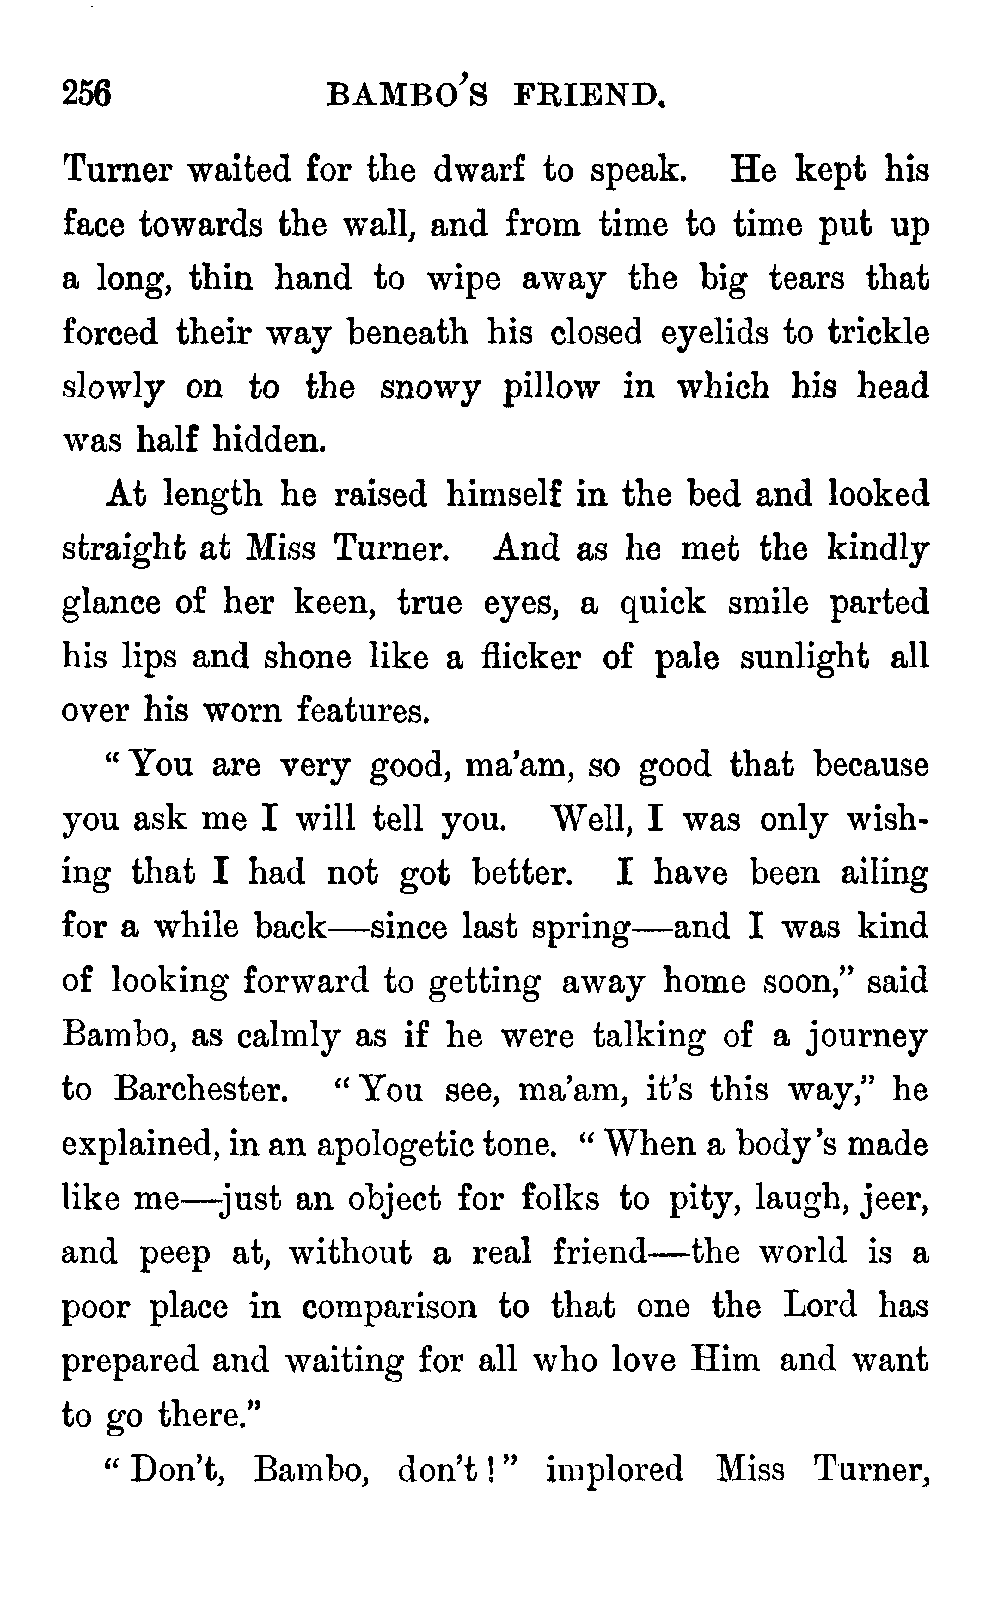 256 BAMBO'S FRIEND.
Turner waited for the dwarf to speak. He kept his
face towards the wall, and from time to time put up
a long, thin hand to wipe away the big tears that
forced their way beneath his closed eyelids to trickle
slowly on to the snowy pillow in which his head
was half hidden.
At length he raised himself in the bed and looked
straight at Miss Turner. And as he met the kindly
glance of her keen, true eyes, a quick smile parted
his lips and shone like a flicker of pale sunlight all
over his worn features.
“You are very good, ma'am, so good that because
you ask me I will tell you. Well, I was only wish-
ing that I had not got better. I have been ailing
for a while back—since last spring—and I was kind
of looking forward to getting away home soon,” said
Bambo, as calmly as if he were talking of a journey
to Barchester. “You see, ma'am, it's this way,” he
explained, in an apologetic tone. “When a body's made
like me—just an object for folks to pity, laugh, jeer,
and peep at, without a real friend—the world is a
poor place in comparison to that one the Lord has
prepared and waiting for all who love Him and want
to go there.”
“Don't, Bambo, don't!” implored Miss Turner,